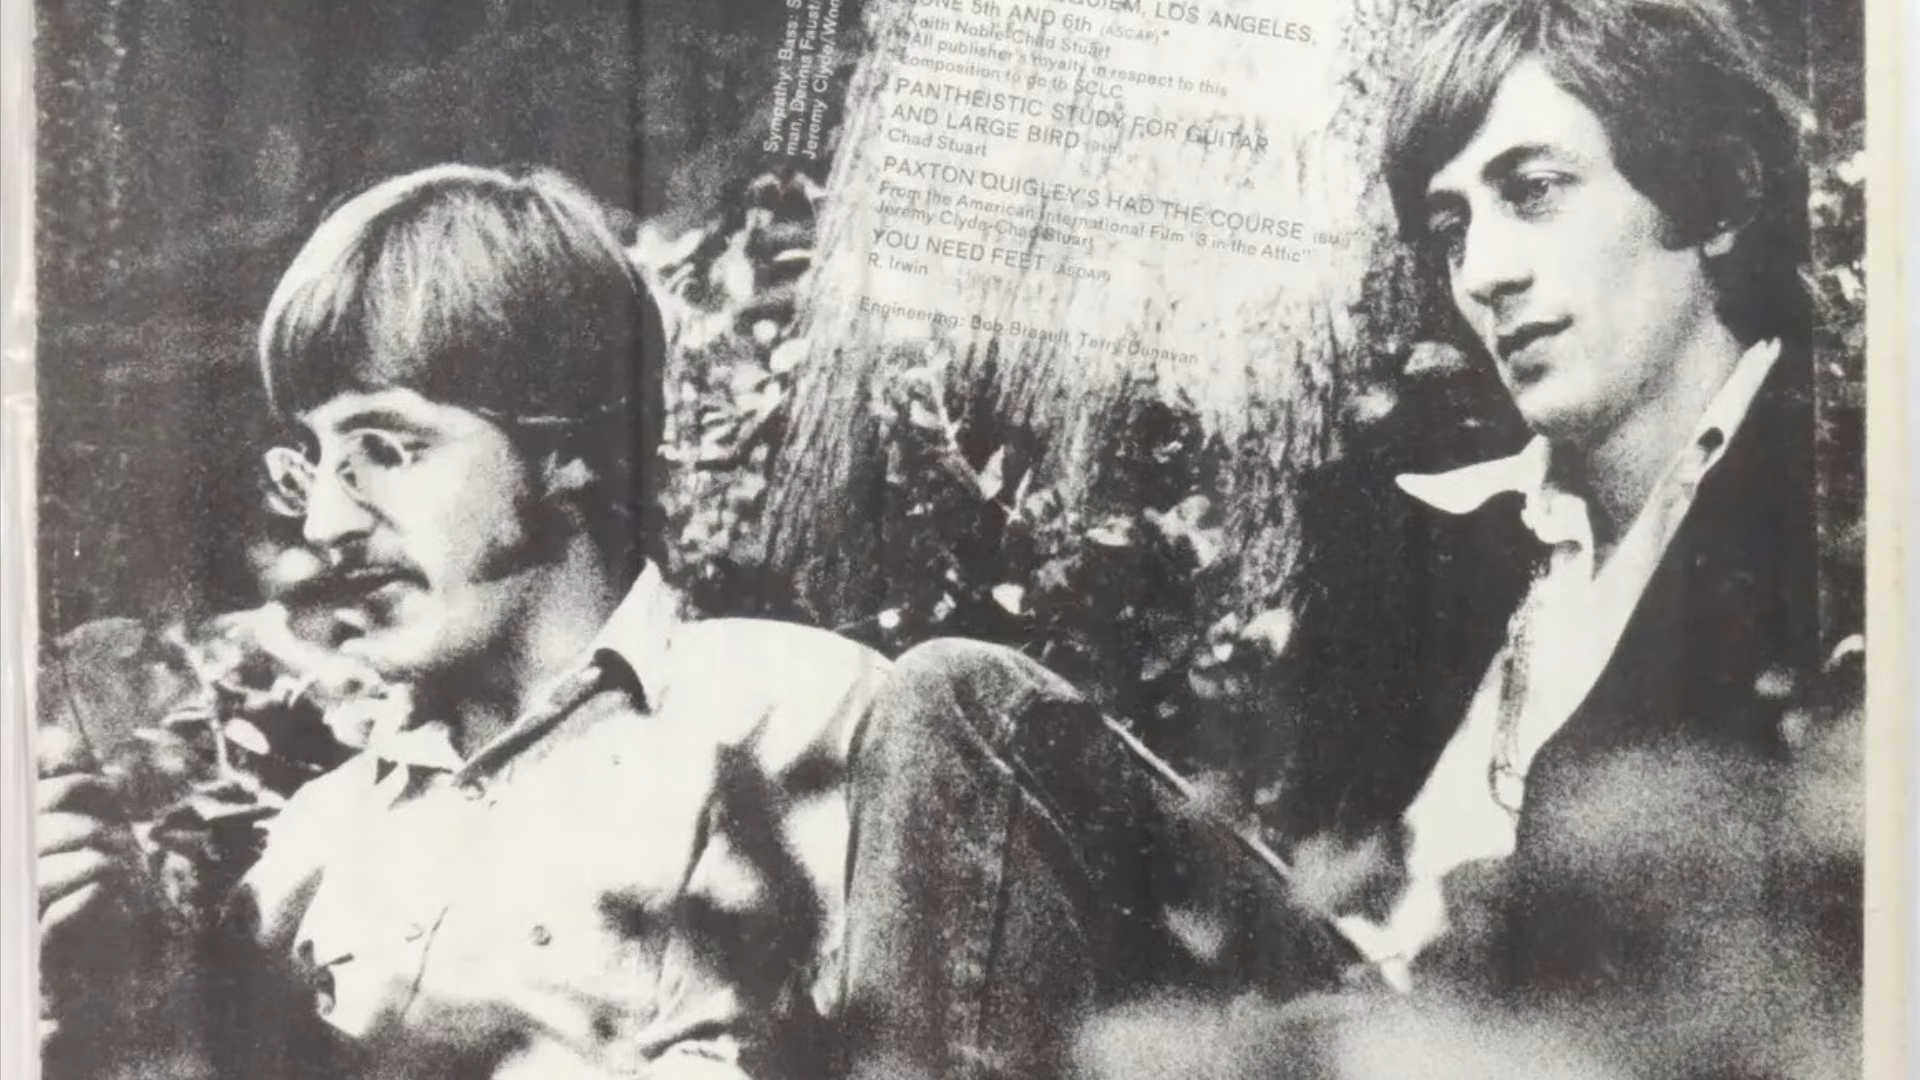 Sympathy: Bass: S
man, Dennis Faust/
Jeremy Clyde/Woo
QUIEM, LOS ANGELES,
JUNE 5th AND 6th (ASCAP)*
Keith Noble-Chad Stuart
*All publisher's royalty in respect to this
composition to go to SCLC
PANTHEISTIC STUDY FOR GUITAR
AND LARGE BIRD (BMI)
Chad Stuart
PAXTON QUIGLEY'S HAD THE COURSE (BMI)
From the American International Film "3 in the Attic"
Jeremy Clyde-Chad Stuart
YOU NEED FEET (ASCAP)
R. Irwin
Engineering: Bob Breault, Terry Dunavan